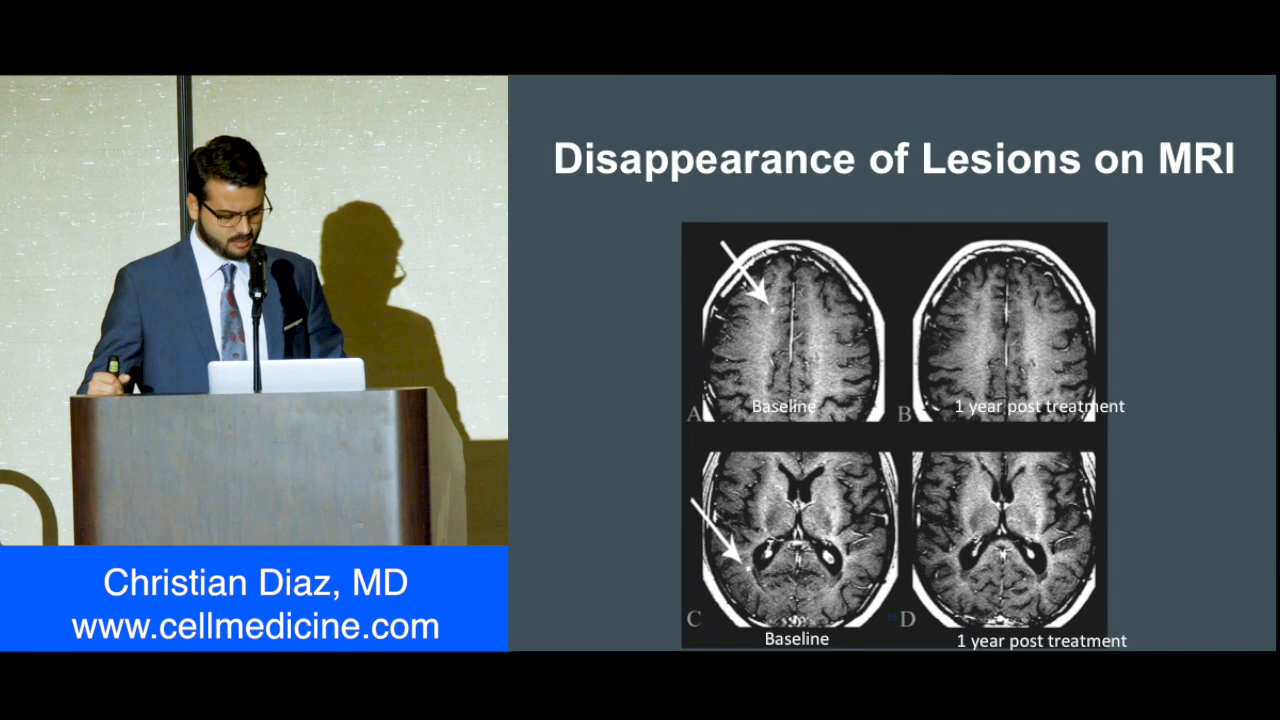 Disappearance of Lesions on MRI
A
Baseline
B
1 year post treatment
C
Baseline
26
D
1 year post treatment
Christian Diaz, MD
www.cellmedicine.com